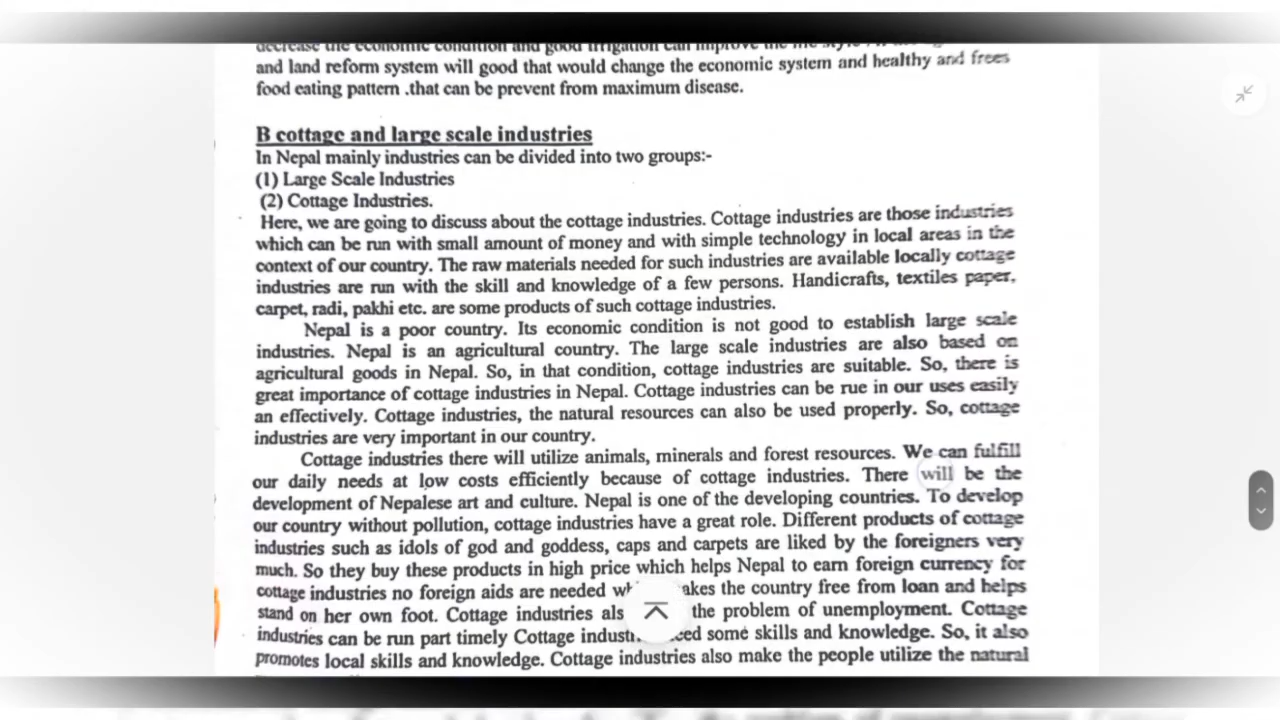 decrease the economic condition and good irrigation can improve the life style
and land reform system will good that would change the economic system and healthy and frees
food eating pattern .that can be prevent from maximum disease.
B cottage and large scale industries
In Nepal mainly industries can be divided into two groups:-
(1) Large Scale Industries
(2) Cottage Industries.
Here, we are going to discuss about the cottage industries. Cottage industries are those industries
which can be run with small amount of money and with simple technology in local areas in the
context of our country. The raw materials needed for such industries are available locally cottage
industries are run with the skill and knowledge of a few persons. Handicrafts, textiles paper,
carpet, radi, pakhi etc. are some products of such cottage industries.
Nepal is a poor country. Its economic condition is not good to establish large scale
industries. Nepal is an agricultural country. The large scale industries are also based on
agricultural goods in Nepal. So, in that condition, cottage industries are suitable. So, there is
great importance of cottage industries in Nepal. Cottage industries can be rue in our uses easily
an effectively. Cottage industries, the natural resources can also be used properly. So, cottage
industries are very important in our country.
Cottage industries there will utilize animals, minerals and forest resources. We can fulfill
our daily needs at low costs efficiently because of cottage industries. There will be the
development of Nepalese art and culture. Nepal is one of the developing countries. To develop
our country without pollution, cottage industries have a great role. Different products of cottage
industries such as idols of god and goddess, caps and carpets are liked by the foreigners very
much. So they buy these products in high price which helps Nepal to earn foreign currency for
cottage industries no foreign aids are needed akes the country free from loan and helps
stand on her own foot. Cottage industries als the problem of unemployment. Cottage
industries can be run part timely Cottage indust eed some skills and knowledge. So, it also
promotes local skills and knowledge. Cottage industries also make the people utilize the natural